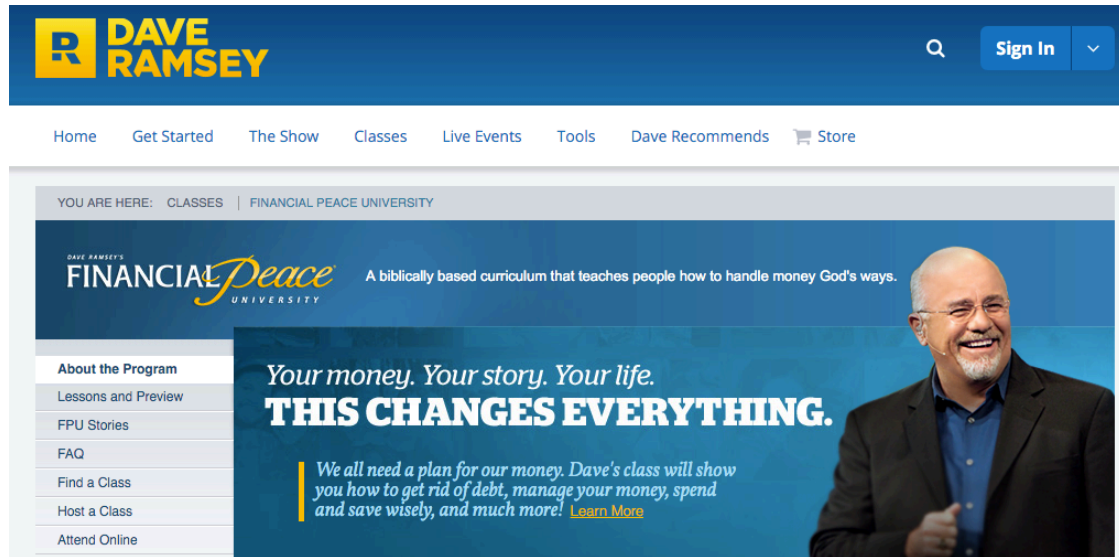 R DAVE
RAMSEY
Sign In
Home Get Started The Show Classes Live Events Tools Dave Recommends Store
YOU ARE HERE: CLASSES | FINANCIAL PEACE UNIVERSITY
DAVE RAMSEY'S
FINANCIAL Peace
UNIVERSITY
A biblically based curriculum that teaches people how to handle money God's ways.
About the Program
Lessons and Preview
FPU Stories
FAQ
Find a Class
Host a Class
Attend Online
Your money. Your story. Your life.
THIS CHANGES EVERYTHING.
We all need a plan for our money. Dave's class will show
you how to get rid of debt, manage your money, spend
and save wisely, and much more! Learn More